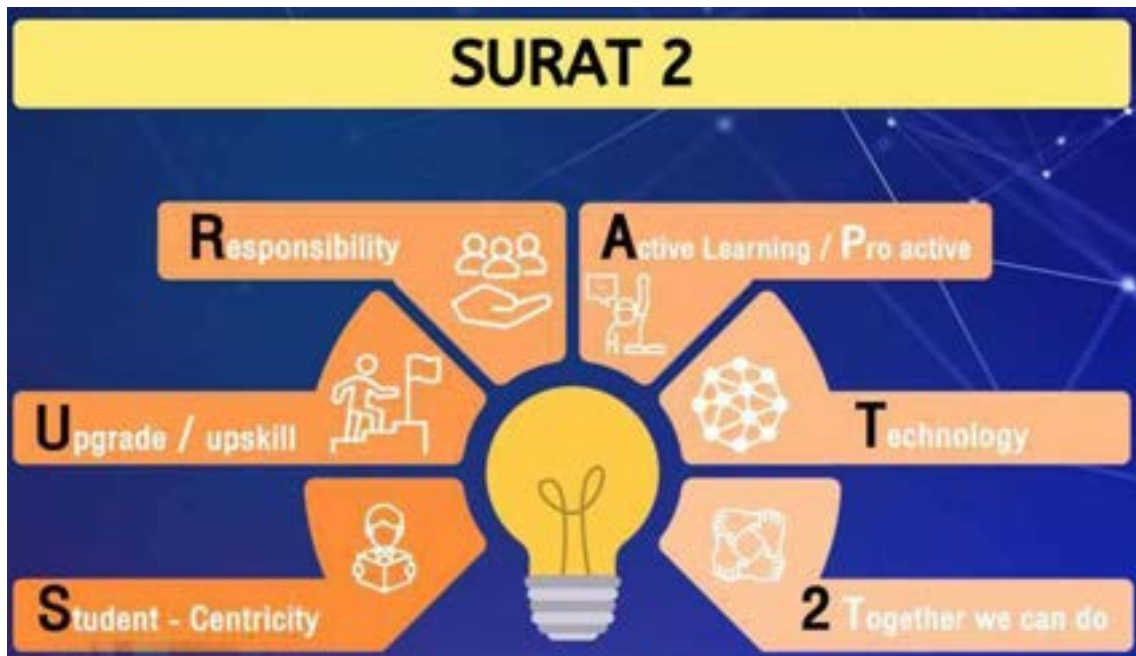 SURAT 2
Responsibility
Active Learning / Pro active
Upgrade / upskill
Technology
Student - Centricity
2 Together we can do